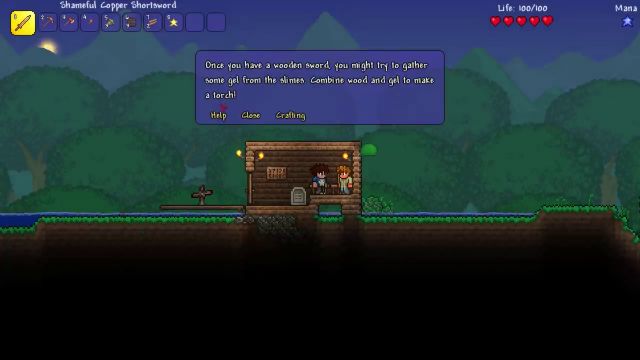 Shameful Copper Shortsword
Life: 100/100
Mana
Once you have a wooden sword, you might try to gather
some gel from the slimes. Combine wood and gel to make
a torch!
Help Close Crafting